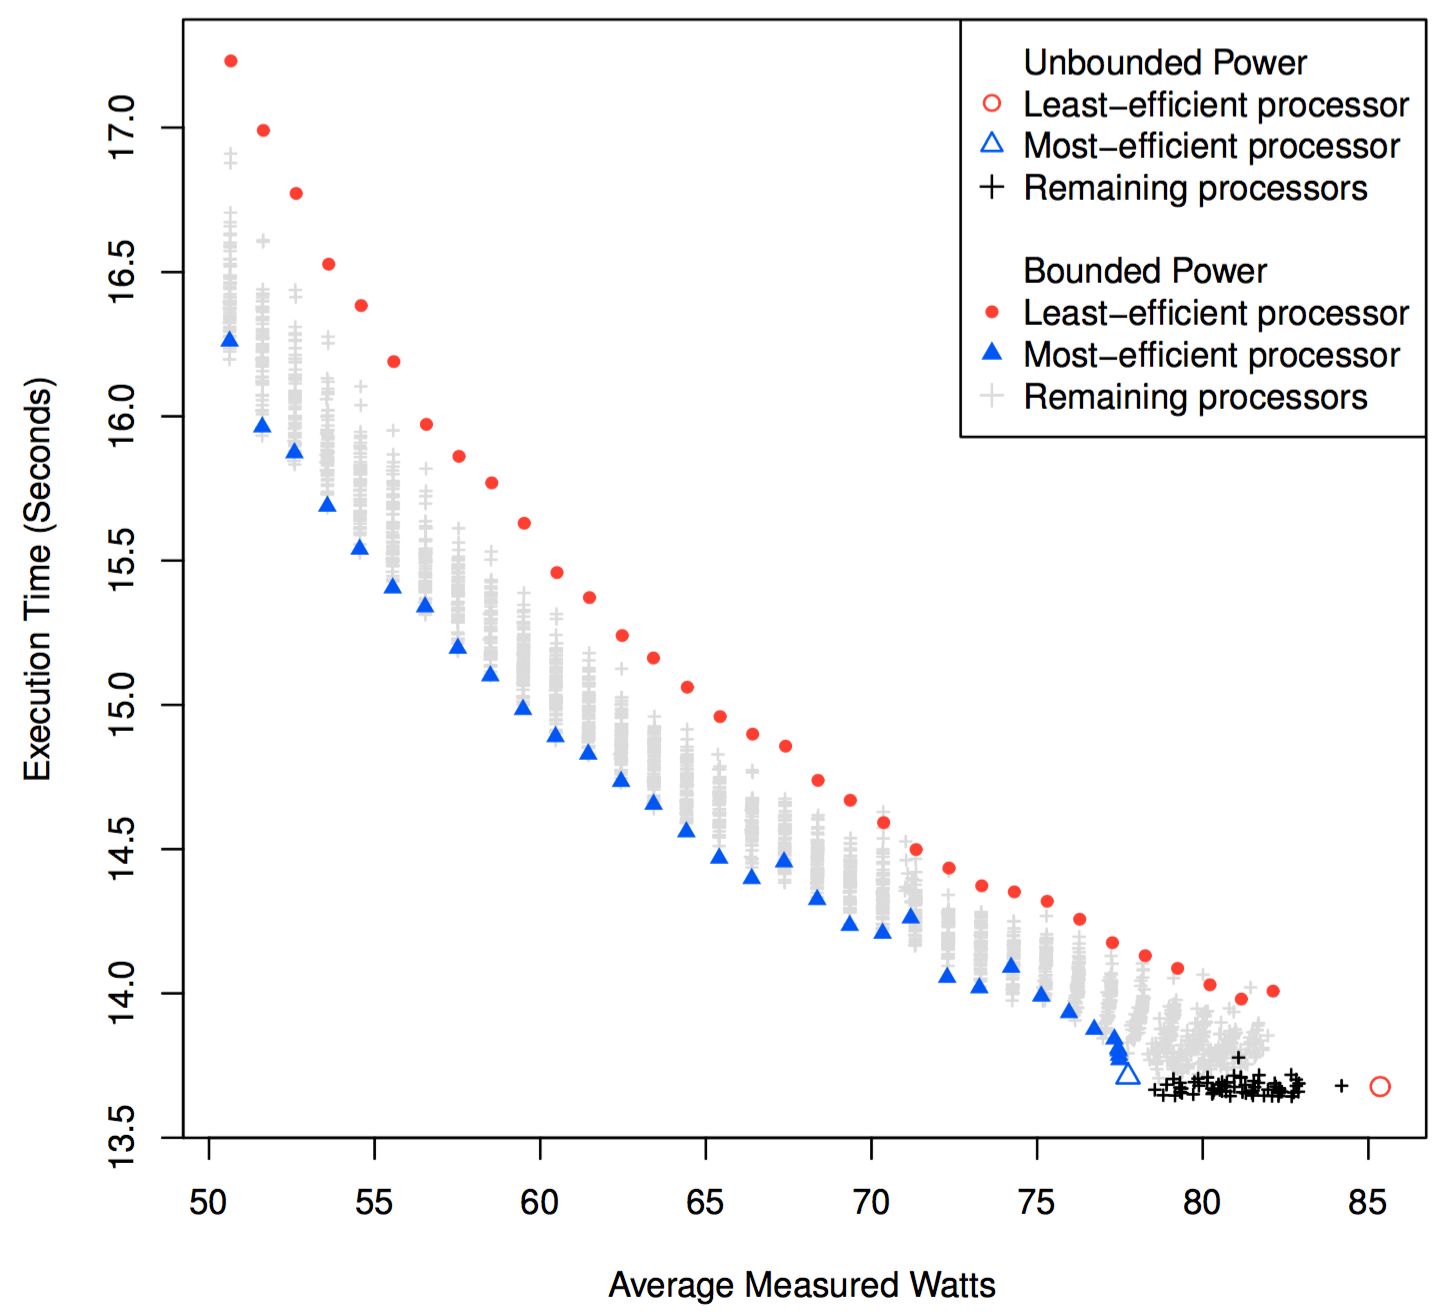 Unbounded Power
Least−efficient processor
Most−efficient processor
Remaining processors
Bounded Power
Least−efficient processor
Most−efficient processor
Remaining processors
Execution Time (Seconds)
17.0
16.5
16.0
15.5
15.0
14.5
14.0
13.5
50 55 60 65 70 75 80 85
Average Measured Watts